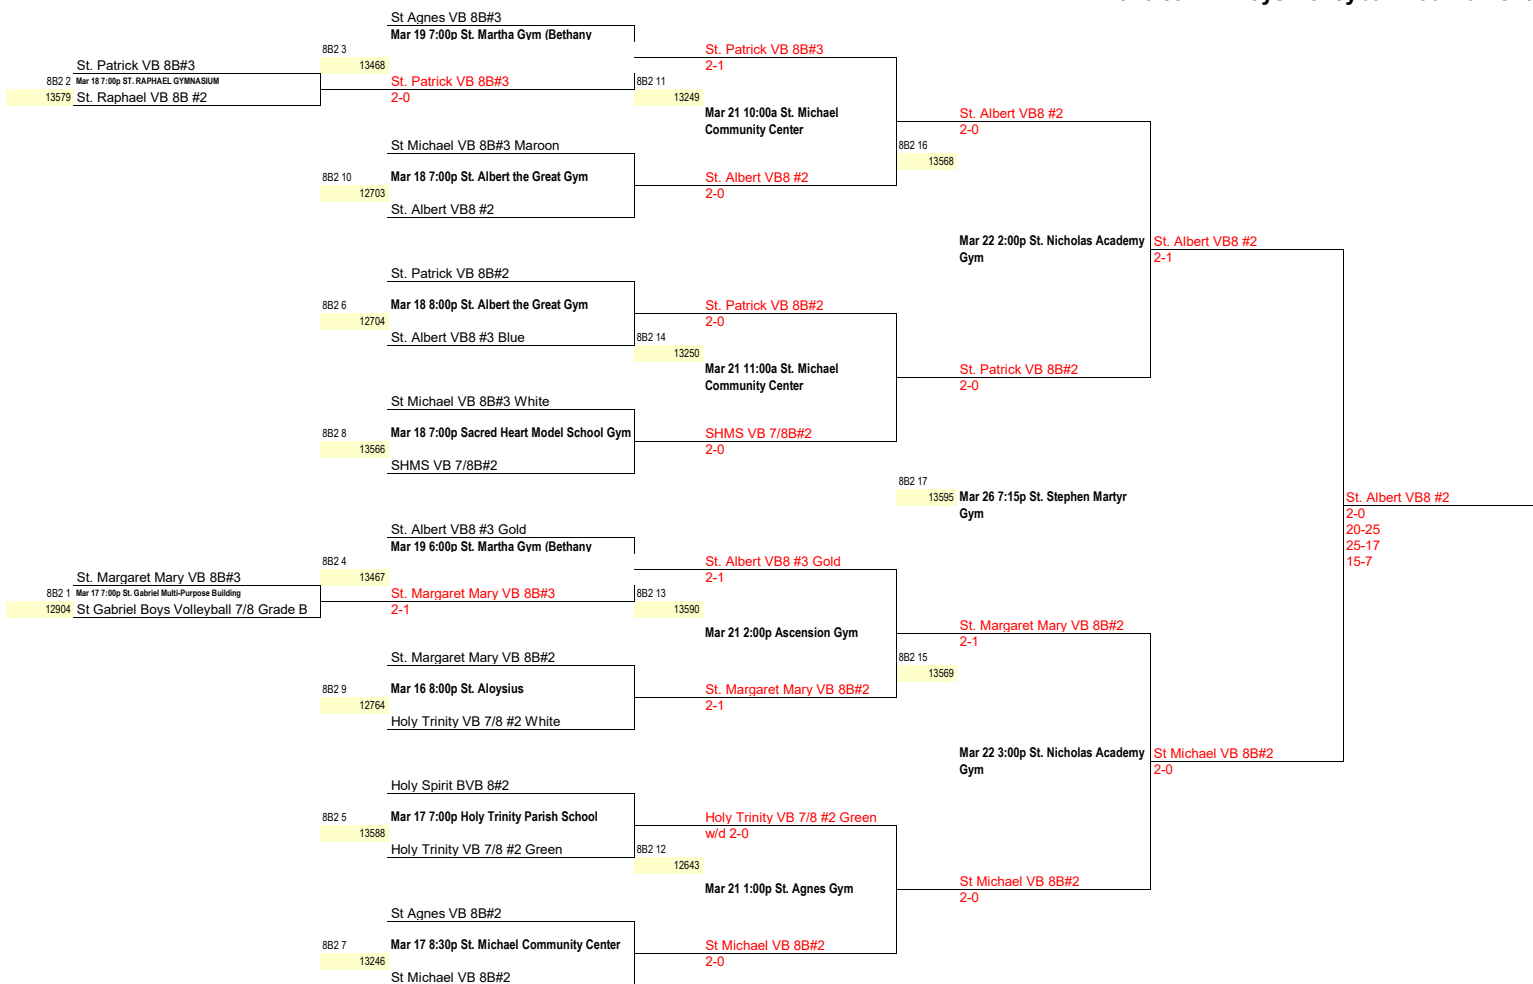 St Agnes VB 8B#3
Mar 19 7:00p St. Martha Gym (Bethany
8B2 3
13468
St. Patrick VB 8B#3
2-1
St. Patrick VB 8B#3
8B2 2 Mar 18 7:00p ST. RAPHAEL GYMNASIUM
13579 St. Raphael VB 8B #2
St. Patrick VB 8B#3
2-0
8B2 11
13249
Mar 21 10:00a St. Michael
Community Center
St. Albert VB8 #2
2-0
St Michael VB 8B#3 Maroon
8B2 16
13568
8B2 10
12703
Mar 18 7:00p St. Albert the Great Gym
St. Albert VB8 #2
2-0
St. Albert VB8 #2
Mar 22 2:00p St. Nicholas Academy
Gym
St. Albert VB8 #2
2-1
St. Patrick VB 8B#2
8B2 6
12704
Mar 18 8:00p St. Albert the Great Gym
St. Patrick VB 8B#2
2-0
St. Albert VB8 #3 Blue
8B2 14
13250
Mar 21 11:00a St. Michael
Community Center
St. Patrick VB 8B#2
2-0
St Michael VB 8B#3 White
8B2 8
13566
Mar 18 7:00p Sacred Heart Model School Gym
SHMS VB 7/8B#2
2-0
SHMS VB 7/8B#2
8B2 17
13595
Mar 26 7:15p St. Stephen Martyr
Gym
St. Albert VB8 #2
2-0
20-25
25-17
15-7
St. Albert VB8 #3 Gold
Mar 19 6:00p St. Martha Gym (Bethany
8B2 4
13467
St. Albert VB8 #3 Gold
2-1
St. Margaret Mary VB 8B#3
8B2 1 Mar 17 7:00p St. Gabriel Multi-Purpose Building
12904 St Gabriel Boys Volleyball 7/8 Grade B
St. Margaret Mary VB 8B#3
2-1
8B2 13
13590
Mar 21 2:00p Ascension Gym
St. Margaret Mary VB 8B#2
2-1
St. Margaret Mary VB 8B#2
8B2 15
13569
8B2 9
12764
Mar 16 8:00p St. Aloysius
St. Margaret Mary VB 8B#2
2-1
Holy Trinity VB 7/8 #2 White
Mar 22 3:00p St. Nicholas Academy
Gym
St Michael VB 8B#2
2-0
Holy Spirit BVB 8#2
8B2 5
13588
Mar 17 7:00p Holy Trinity Parish School
Holy Trinity VB 7/8 #2 Green
w/d 2-0
Holy Trinity VB 7/8 #2 Green
8B2 12
12643
Mar 21 1:00p St. Agnes Gym
St Michael VB 8B#2
2-0
St Agnes VB 8B#2
8B2 7
13246
Mar 17 8:30p St. Michael Community Center
St Michael VB 8B#2
2-0
St Michael VB 8B#2